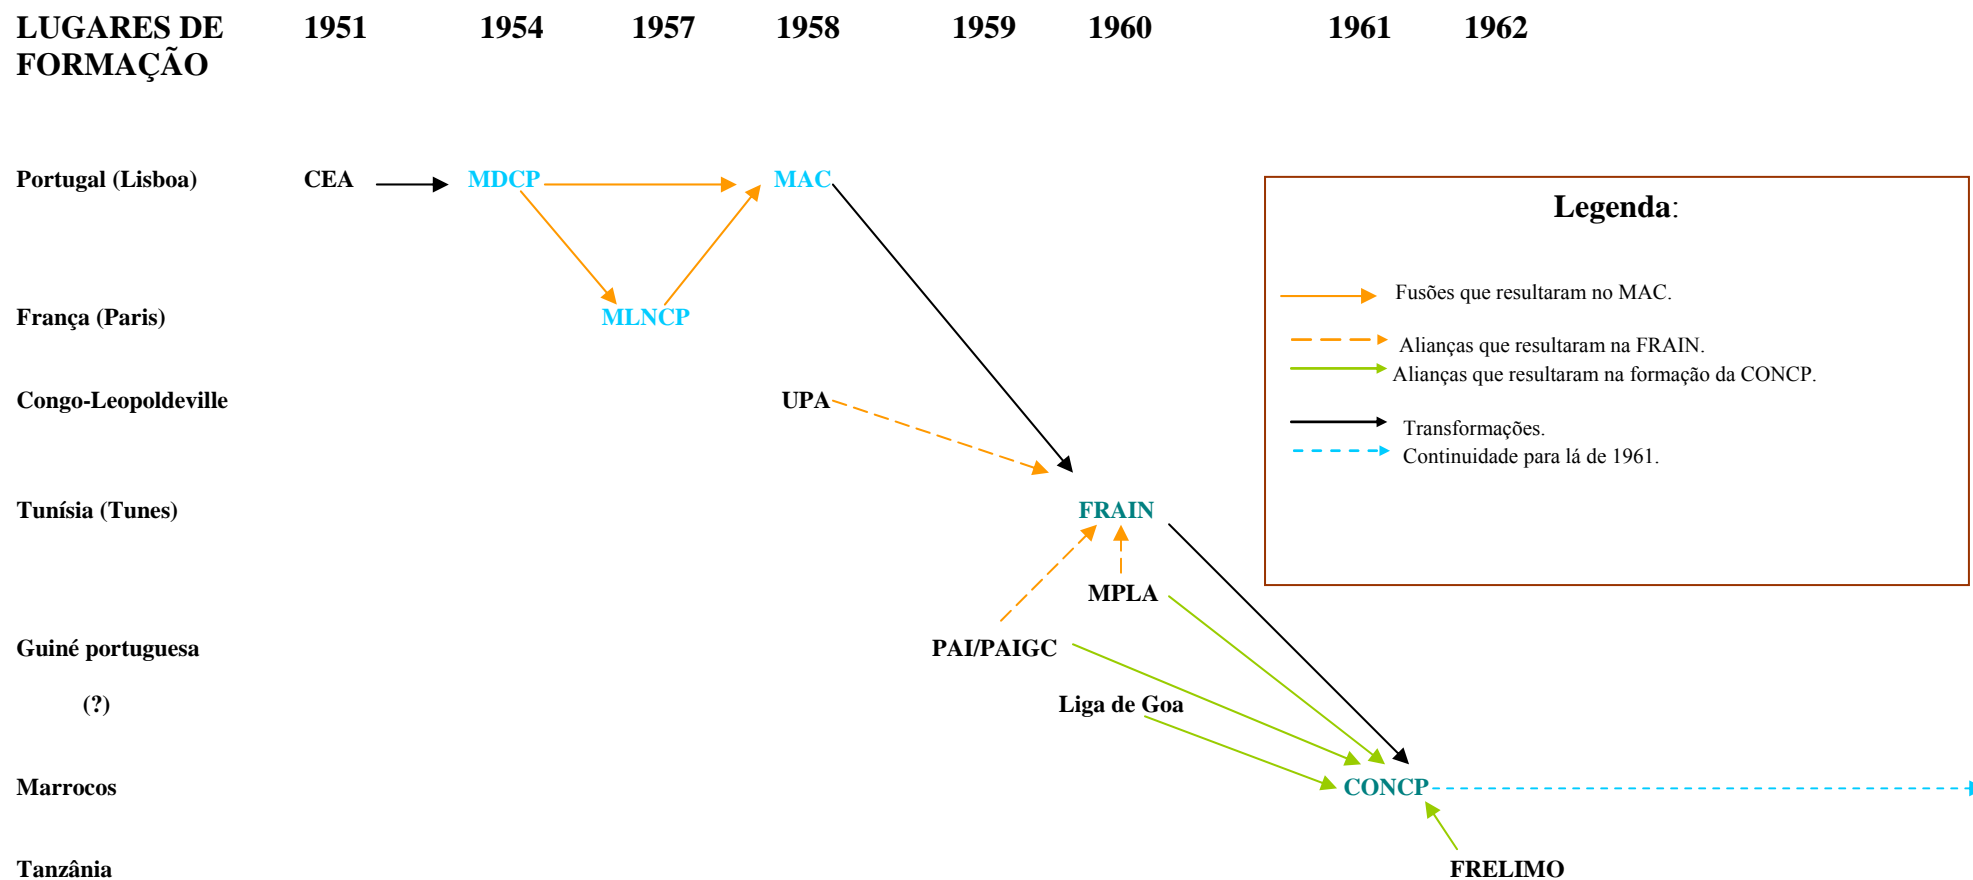 LUGARES DE FORMAÇÃO 1951 1954 1957 1958 1959 1960 1961 1962
Portugal (Lisboa) CEA MDCP MAC
Legenda:
Fusões que resultaram no MAC.
França (Paris) MLNCP
Alianças que resultaram na FRAIN.
Alianças que resultaram na formação da CONCP.
Congo-Leopoldeville UPA
Transformações.
Continuidade para lá de 1961.
Tunísia (Tunes) FRAIN
MPLA
Guiné portuguesa PAI/PAIGC
(?) Liga de Goa
Marrocos CONCP
Tanzânia FRELIMO